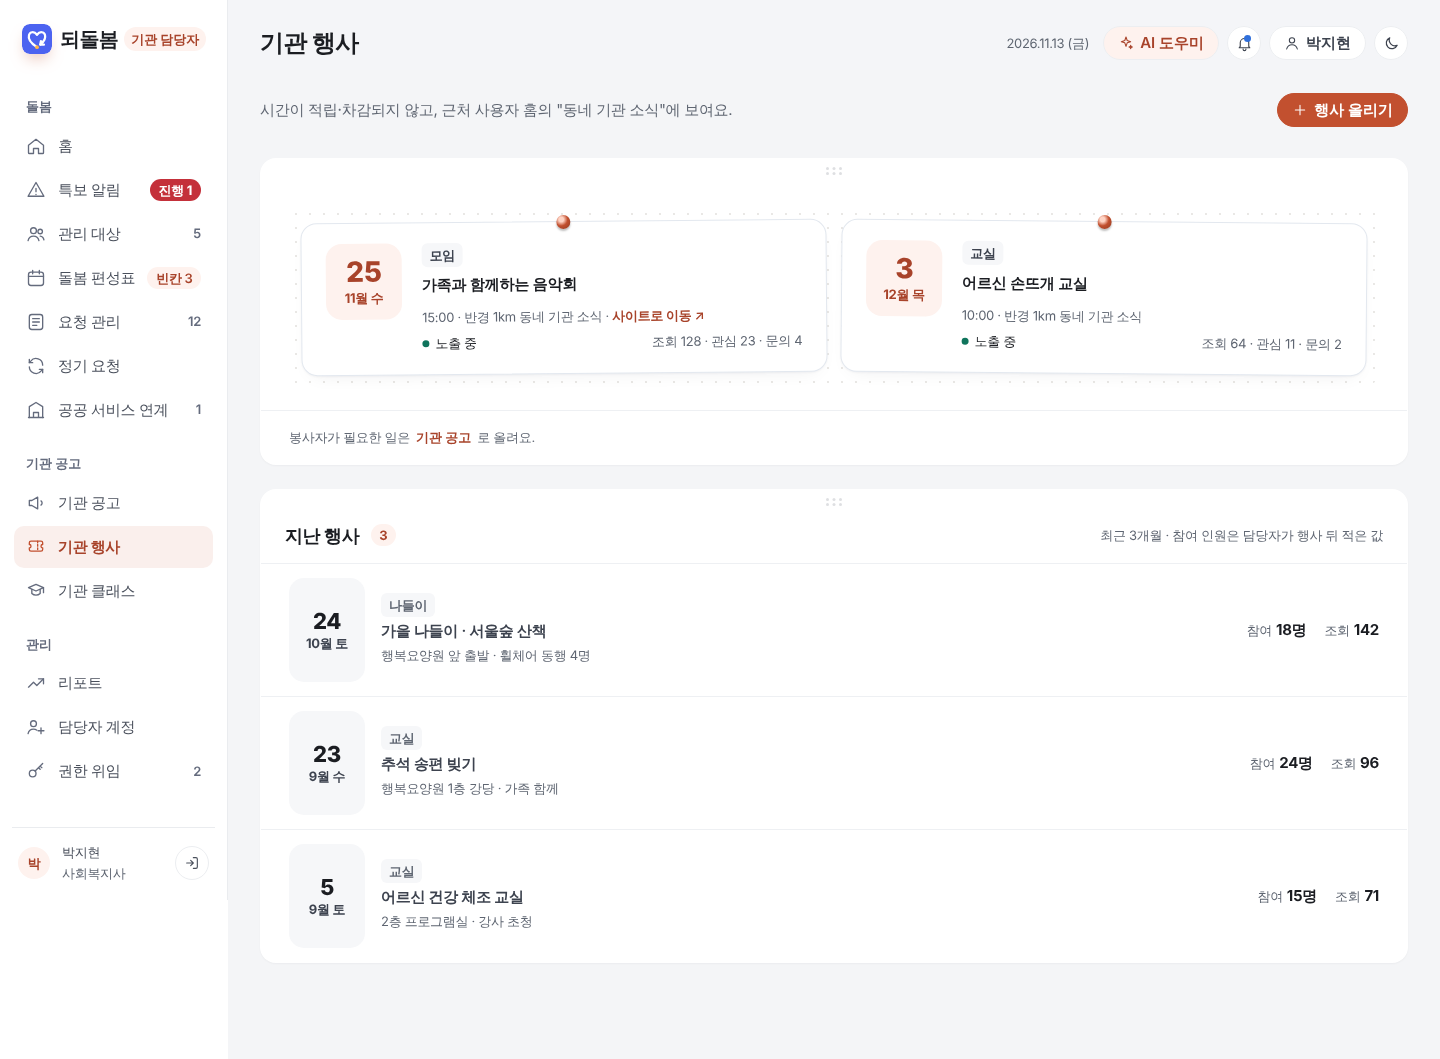 되돌봄 기관 담당자
돌봄
홈
특보 알림 진행 1
관리 대상 5
돌봄 편성표 빈칸 3
요청 관리 12
정기 요청
공공 서비스 연계 1
기관 공고
기관 공고
기관 행사
기관 클래스
관리
리포트
담당자 계정
권한 위임 2
박 박지현
사회복지사
기관 행사
2026.11.13 (금) AI 도우미 박지현
시간이 적립·차감되지 않고, 근처 사용자 홈의 "동네 기관 소식"에 보여요.
+ 행사 올리기
25
11월 수
모임
가족과 함께하는 음악회
15:00 · 반경 1km 동네 기관 소식 · 사이트로 이동 ↗
노출 중 조회 128 · 관심 23 · 문의 4
3
12월 목
교실
어르신 손뜨개 교실
10:00 · 반경 1km 동네 기관 소식
노출 중 조회 64 · 관심 11 · 문의 2
봉사자가 필요한 일은 기관 공고 로 올려요.
지난 행사 3
최근 3개월 · 참여 인원은 담당자가 행사 뒤 적은 값
24
10월 토
나들이
가을 나들이 · 서울숲 산책
행복요양원 앞 출발 · 휠체어 동행 4명
참여 18명 조회 142
23
9월 수
교실
추석 송편 빚기
행복요양원 1층 강당 · 가족 함께
참여 24명 조회 96
5
9월 토
교실
어르신 건강 체조 교실
2층 프로그램실 · 강사 초청
참여 15명 조회 71